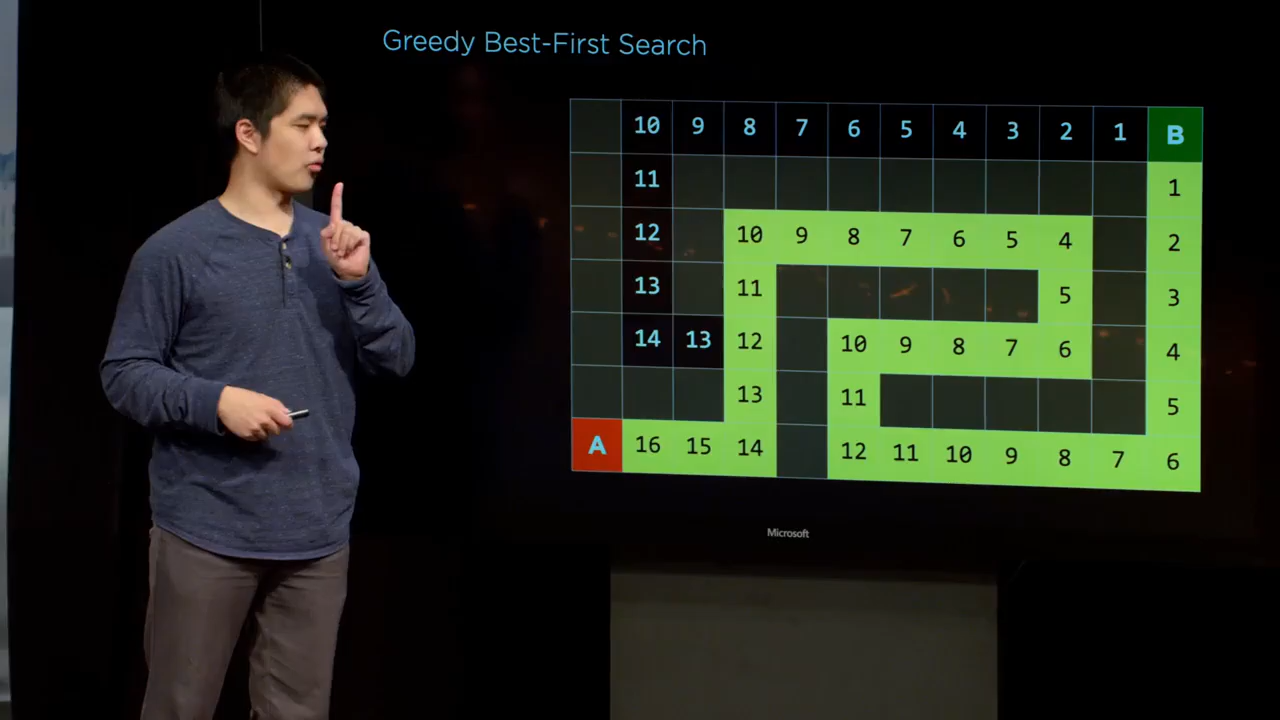 Greedy Best-First Search
10 9 8 7 6 5 4 3 2 1 B
11 1
12 10 9 8 7 6 5 4 2
13 11 5 3
14 13 12 10 9 8 7 6 4
13 11 5
A 16 15 14 12 11 10 9 8 7 6
Microsoft